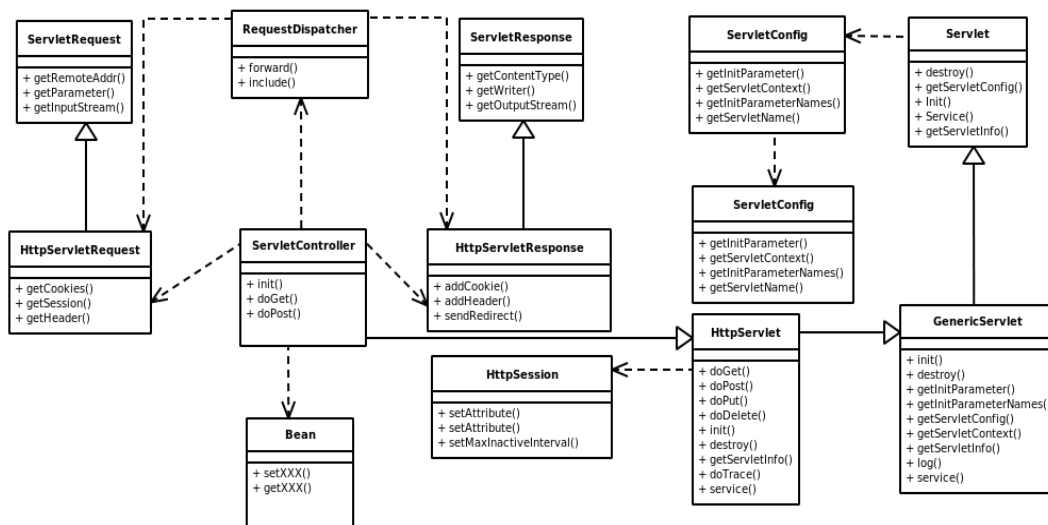 ServletRequest
+ getRemoteAddr()
+ getParameter()
+ getInputStream()
RequestDispatcher
+ forward()
+ include()
ServletResponse
+ getContentType()
+ getWriter()
+ getOutputStream()
ServletConfig
+ getInitParameter()
+ getServletContext()
+ getInitParameterNames()
+ getServletName()
Servlet
+ destroy()
+ getServletConfig()
+ Init()
+ Service()
+ getServletInfo()
ServletConfig
+ getInitParameter()
+ getServletContext()
+ getInitParameterNames()
+ getServletName()
HttpServletRequest
+ getCookies()
+ getSession()
+ getHeader()
ServletController
+ init()
+ doGet()
+ doPost()
HttpServletResponse
+ addCookie()
+ addHeader()
+ sendRedirect()
HttpServlet
+ doGet()
+ doPost()
+ doPut()
+ doDelete()
+ init()
+ destroy()
+ getServletInfo()
+ doTrace()
+ service()
GenericServlet
+ init()
+ destroy()
+ getInitParameter()
+ getInitParameterNames()
+ getServletConfig()
+ getServletContext()
+ getServletInfo()
+ log()
+ service()
HttpSession
+ setAttribute()
+ setAttribute()
+ setMaxInactiveInterval()
Bean
+ setXXX()
+ getXXX()